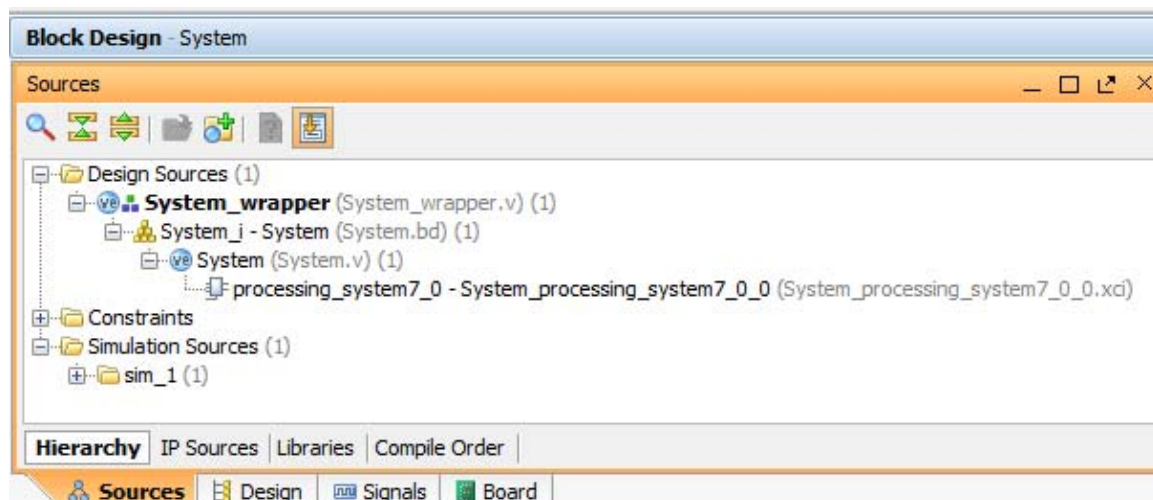 Block Design - System
Sources
Design Sources (1)
System_wrapper (System_wrapper.v) (1)
System_i - System (System.bd) (1)
System (System.v) (1)
processing_system7_0 - System_processing_system7_0_0 (System_processing_system7_0_0.xci)
Constraints
Simulation Sources (1)
sim_1 (1)
Hierarchy IP Sources Libraries Compile Order
Sources Design Signals Board